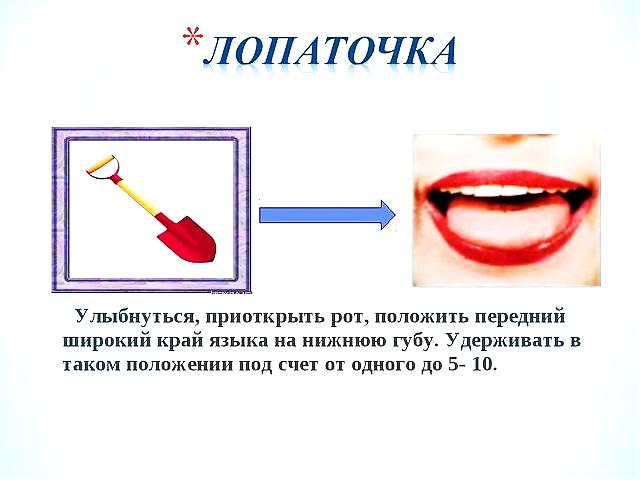 *ЛОПАТОЧКА
Улыбнуться, приоткрыть рот, положить передний
широкий край языка на нижнюю губу. Удерживать в
таком положении под счет от одного до 5- 10.